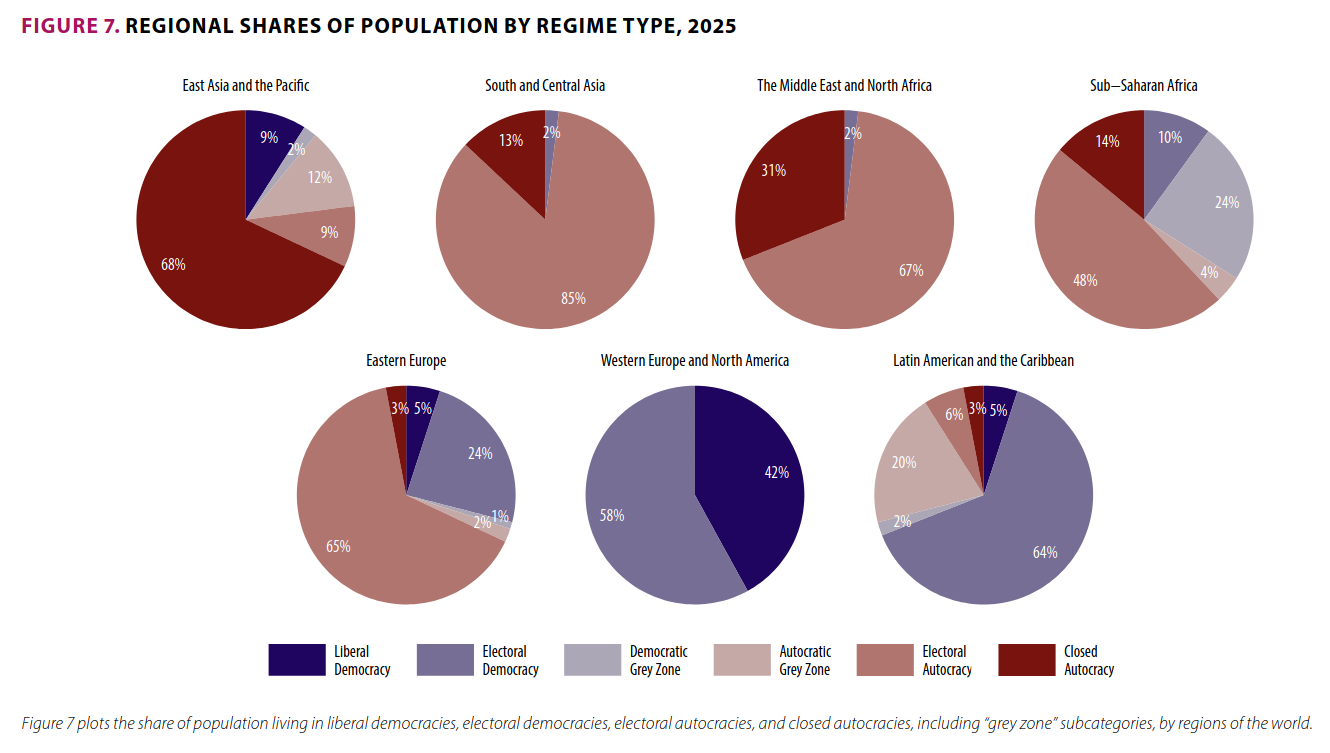 FIGURE 7. REGIONAL SHARES OF POPULATION BY REGIME TYPE, 2025
East Asia and the Pacific
9%
2%
12%
9%
68%
South and Central Asia
2%
13%
85%
The Middle East and North Africa
2%
31%
67%
Sub–Saharan Africa
10%
14%
24%
4%
48%
Eastern Europe
3% 5%
24%
1%
2%
65%
Western Europe and North America
42%
58%
Latin American and the Caribbean
3% 5%
6%
20%
2%
64%
Liberal
Democracy
Electoral
Democracy
Democratic
Grey Zone
Autocratic
Grey Zone
Electoral
Autocracy
Closed
Autocracy
Figure 7 plots the share of population living in liberal democracies, electoral democracies, electoral autocracies, and closed autocracies, including “grey zone” subcategories, by regions of the world.